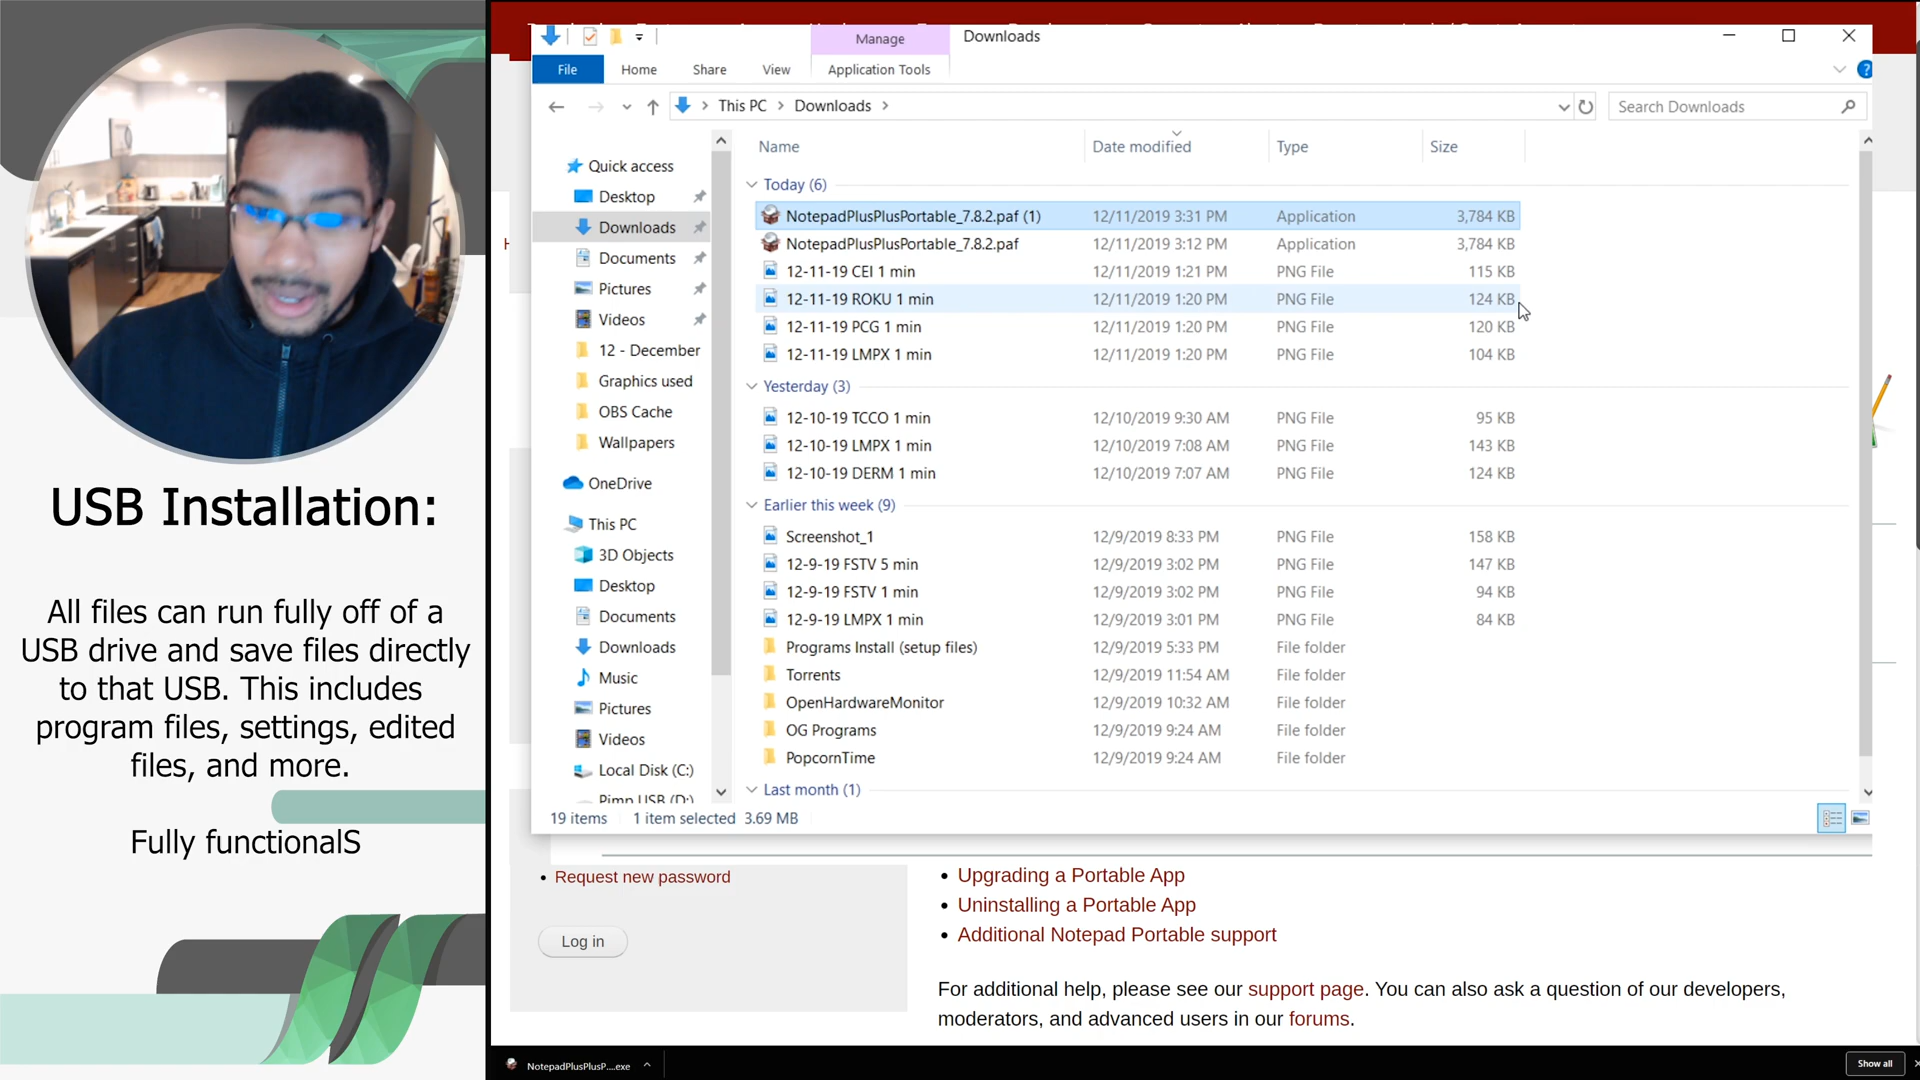 Manage
Downloads
File
Home
Share
View
Application Tools
?
This PC
Downloads
Search Downloads
Name
Date modified
Type
Size
Quick access
Desktop
Downloads
Documents
Pictures
Videos
12 - December
Graphics used
OBS Cache
Wallpapers
OneDrive
This PC
3D Objects
Desktop
Documents
Downloads
Music
Pictures
Videos
Local Disk (C:)
Pimp USB (D:)
Today (6)
NotepadPlusPlusPortable_7.8.2.paf (1) 12/11/2019 3:31 PM Application 3,784 KB
NotepadPlusPlusPortable_7.8.2.paf 12/11/2019 3:12 PM Application 3,784 KB
12-11-19 CEI 1 min 12/11/2019 1:21 PM PNG File 115 KB
12-11-19 ROKU 1 min 12/11/2019 1:20 PM PNG File 124 KB
12-11-19 PCG 1 min 12/11/2019 1:20 PM PNG File 120 KB
12-11-19 LMPX 1 min 12/11/2019 1:20 PM PNG File 104 KB
Yesterday (3)
12-10-19 TCCO 1 min 12/10/2019 9:30 AM PNG File 95 KB
12-10-19 LMPX 1 min 12/10/2019 7:08 AM PNG File 143 KB
12-10-19 DERM 1 min 12/10/2019 7:07 AM PNG File 124 KB
Earlier this week (9)
Screenshot_1 12/9/2019 8:33 PM PNG File 158 KB
12-9-19 FSTV 5 min 12/9/2019 3:02 PM PNG File 147 KB
12-9-19 FSTV 1 min 12/9/2019 3:02 PM PNG File 94 KB
12-9-19 LMPX 1 min 12/9/2019 3:01 PM PNG File 84 KB
Programs Install (setup files) 12/9/2019 5:33 PM File folder
Torrents 12/9/2019 11:54 AM File folder
OpenHardwareMonitor 12/9/2019 10:32 AM File folder
OG Programs 12/9/2019 9:24 AM File folder
PopcornTime 12/9/2019 9:24 AM File folder
Last month (1)
19 items 1 item selected 3.69 MB
USB Installation:
All files can run fully off of a
USB drive and save files directly
to that USB. This includes
program files, settings, edited
files, and more.
Fully functionalS
Request new password
Log in
Upgrading a Portable App
Uninstalling a Portable App
Additional Notepad Portable support
For additional help, please see our support page. You can also ask a question of our developers,
moderators, and advanced users in our forums.
NotepadPlusPlusP....exe
Show all